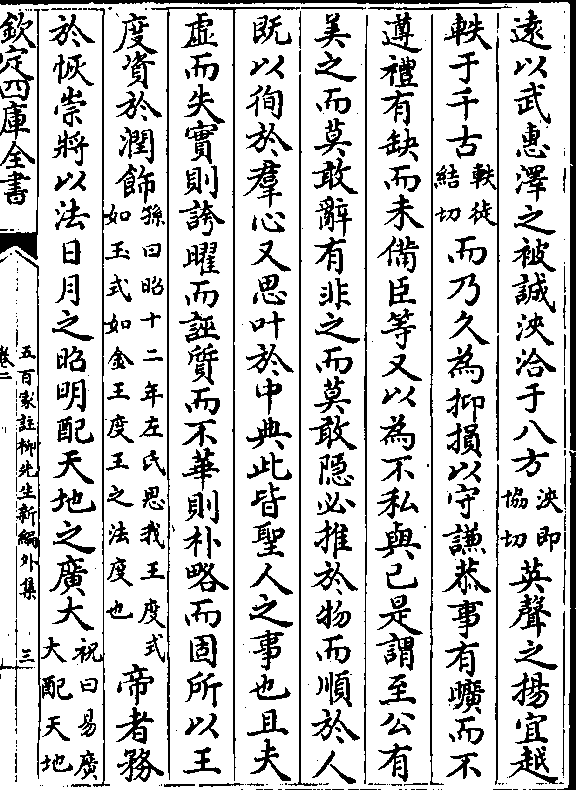 遠以武惠澤之被誠浹洽于八方浹即協切英聲之揚宜越
軼于千古軼徒結切而乃久為抑損以守謙恭事有曠而不
遵禮有缺而未備臣等又以為不私與已是謂至公有
美之而莫敢辭有非之而莫敢隠必推於物而順於人
既以徇於羣心又思叶於中典此皆聖人之事也且夫
虚而失實則誇曜而誣質而不華則朴略而固所以王
度資於潤飾孫曰昭十二年左氏思我王度式如玉式如金王度王之法度也帝者務
於恢崇將以法日月之昭明配天地之廣大祝曰易廣大配天地
欽定四庫全書
卷二
五百家註柳先生新編外集
三